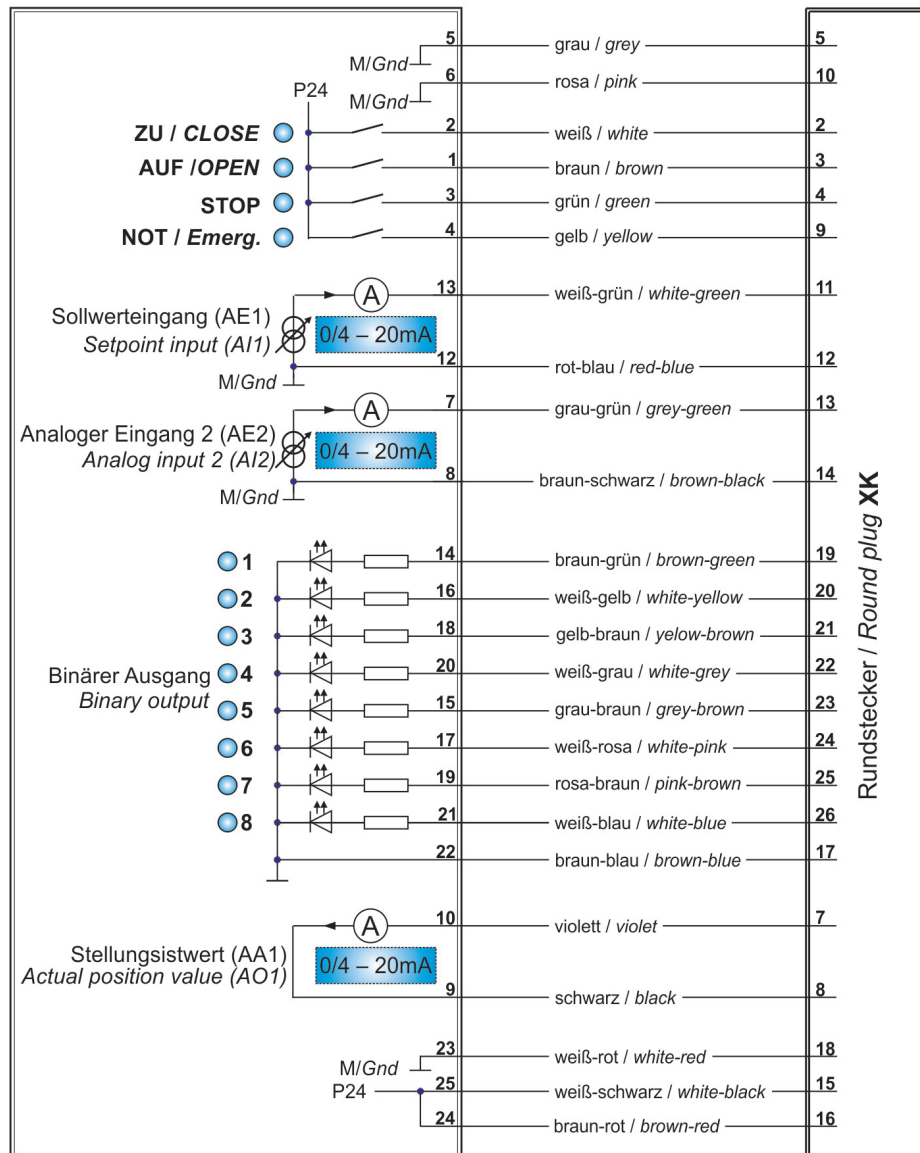 5 grau / grey 5
M/Gnd
6 rosa / pink 10
P24
M/Gnd
ZU / CLOSE 2 weiß / white 2
AUF /OPEN 1 braun / brown 3
STOP 3 grün / green 4
NOT / Emerg. 4 gelb / yellow 9
A 13 weiß-grün / white-green 11
Sollwerteingang (AE1)
Setpoint input (AI1)
0/4 – 20mA
12 rot-blau / red-blue 12
M/Gnd
A 7 grau-grün / grey-green 13
Analoger Eingang 2 (AE2)
Analog input 2 (AI2)
0/4 – 20mA
8 braun-schwarz / brown-black 14
M/Gnd
1 14 braun-grün / brown-green 19
2 16 weiß-gelb / white-yellow 20
3 18 gelb-braun / yelow-brown 21
Binärer Ausgang
Binary output
4 20 weiß-grau / white-grey 22
5 15 grau-braun / grey-brown 23
6 17 weiß-rosa / white-pink 24
7 19 rosa-braun / pink-brown 25
8 21 weiß-blau / white-blue 26
22 braun-blau / brown-blue 17
A 10 violett / violet 7
Stellungsistwert (AA1)
Actual position value (AO1)
0/4 – 20mA
9 schwarz / black 8
23 weiß-rot / white-red 18
M/Gnd
P24 25 weiß-schwarz / white-black 15
24 braun-rot / brown-red 16
Rundstecker / Round plug XK